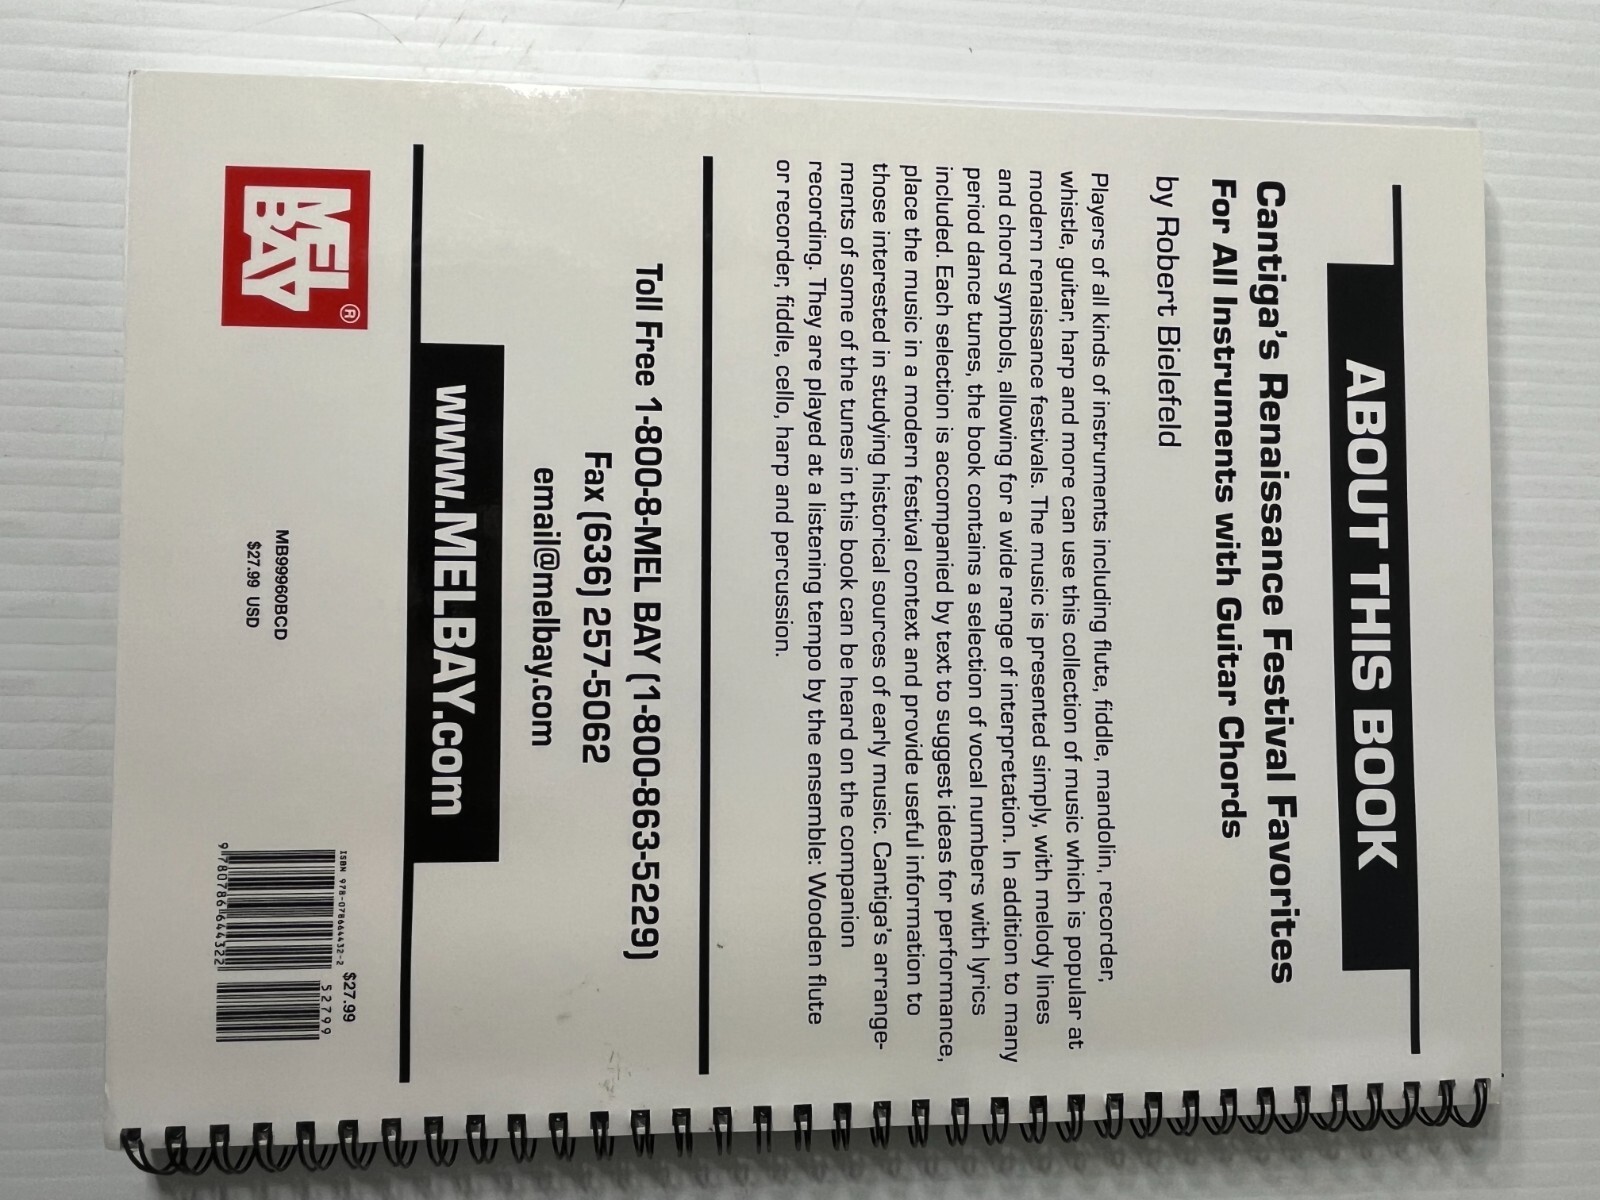 ABOUT THIS BOOK
Cantiga's Renaissance Festival Favorites
For All Instruments with Guitar Chords
by Robert Bielefeld
Players of all kinds of instruments including flute, fiddle, mandolin, recorder,
whistle, guitar, harp and more can use this collection of music which is popular at
modern renaissance festivals. The music is presented simply, with melody lines
and chord symbols, allowing for a wide range of interpretation. In addition to many
period dance tunes, the book contains a selection of vocal numbers with lyrics
included. Each selection is accompanied by text to suggest ideas for performance,
place the music in a modern festival context and provide useful information to
those interested in studying historical sources of early music. Cantiga's arrange-
ments of some of the tunes in this book can be heard on the companion
recording. They are played at a listening tempo by the ensemble: Wooden flute
or recorder, fiddle, cello, harp and percussion.
Toll Free 1-800-8-MEL BAY (1-800-863-5229)
Fax (636) 257-5062
email@melbay.com
www.MELBAY.com
MEL
BAY ®
MB99960BCD
$27.99 USD
$27.99
ISBN 978-078664432-2
52799
9 780786 644322